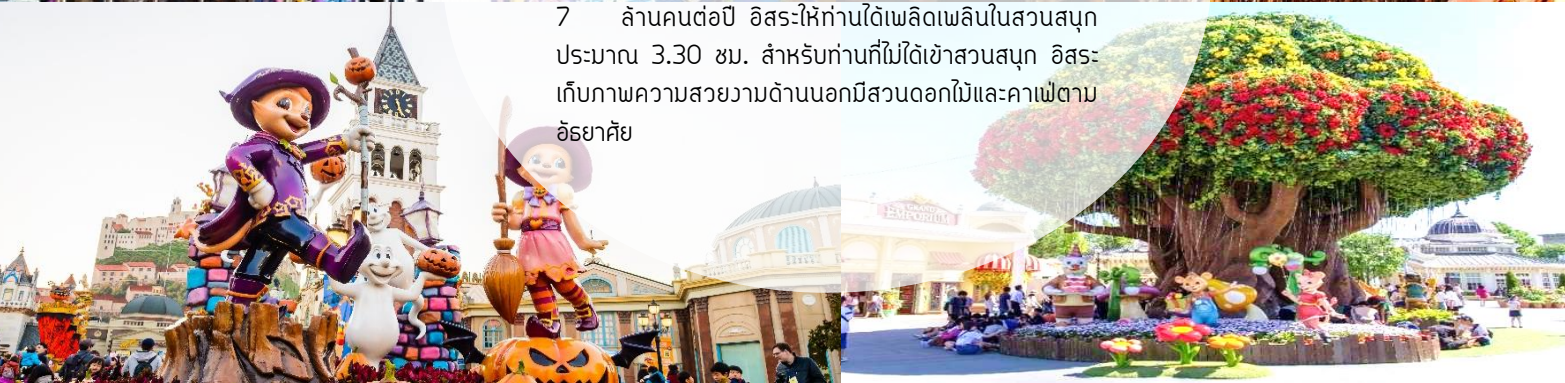 7 ล้านคนต่อปี อิสระให้ท่านได้เพลิดเพลินในสวนสนุก
ประมาณ 3.30 ชม. สำหรับท่านที่ไม่ได้เข้าสวนสนุก อิสระ
เก็บภาพความสวยงามด้านนอกมีสวนดอกไม้และคาเฟ่ตาม
อัธยาศัย
GRAND
EMPORIUM